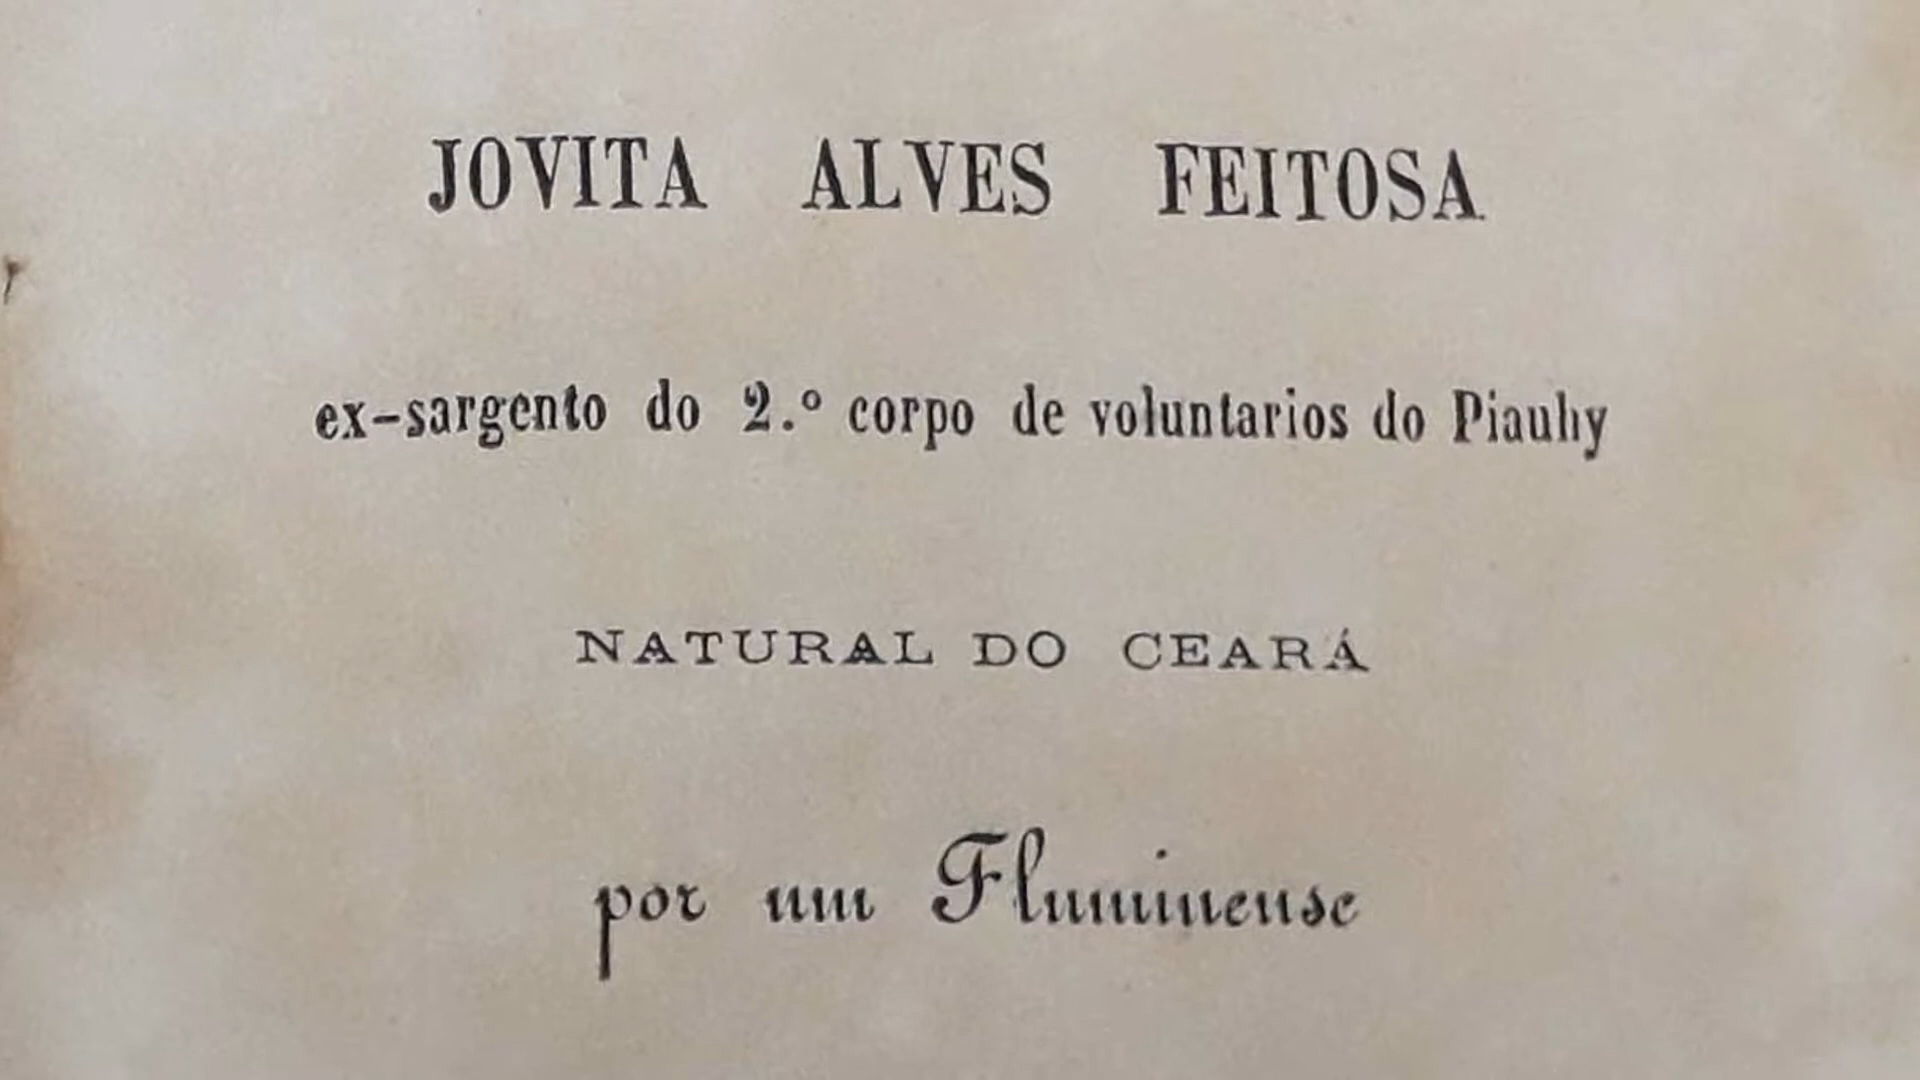 JOVITA ALVES FEITOSA
ex-sargento do 2.º corpo de voluntarios do Piauhy
NATURAL DO CEARÁ
por um Fluminense